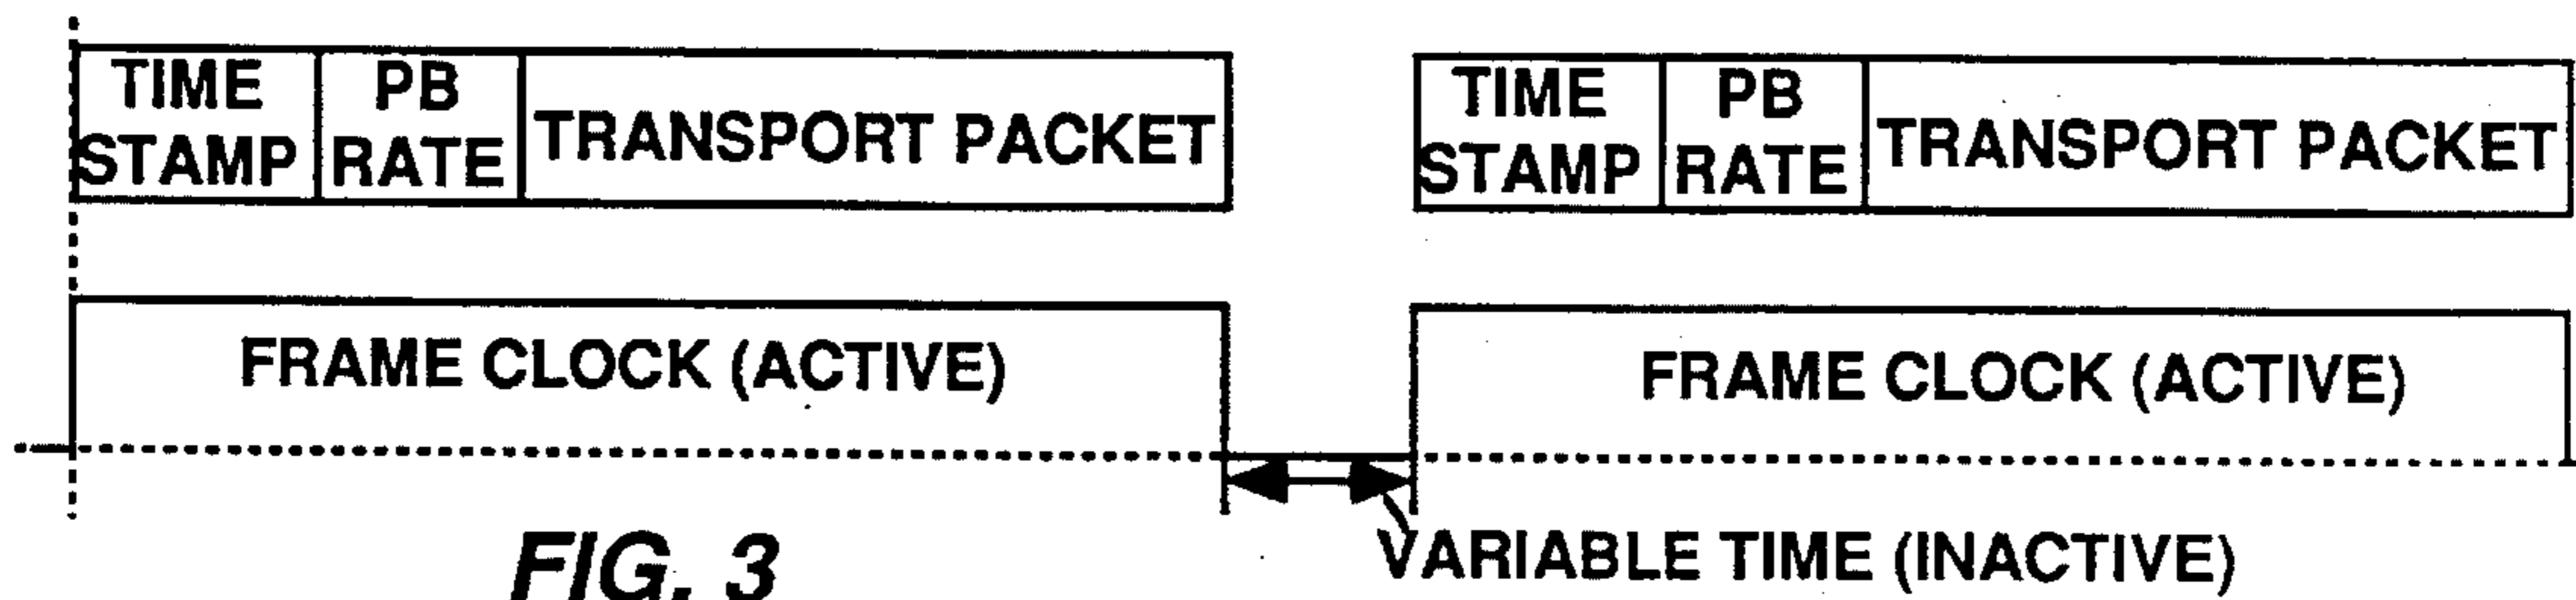 TIME STAMP PB RATE TRANSPORT PACKET TIME STAMP PB RATE TRANSPORT PACKET
FRAME CLOCK (ACTIVE) FRAME CLOCK (ACTIVE)
VARIABLE TIME (INACTIVE)
FIG. 3